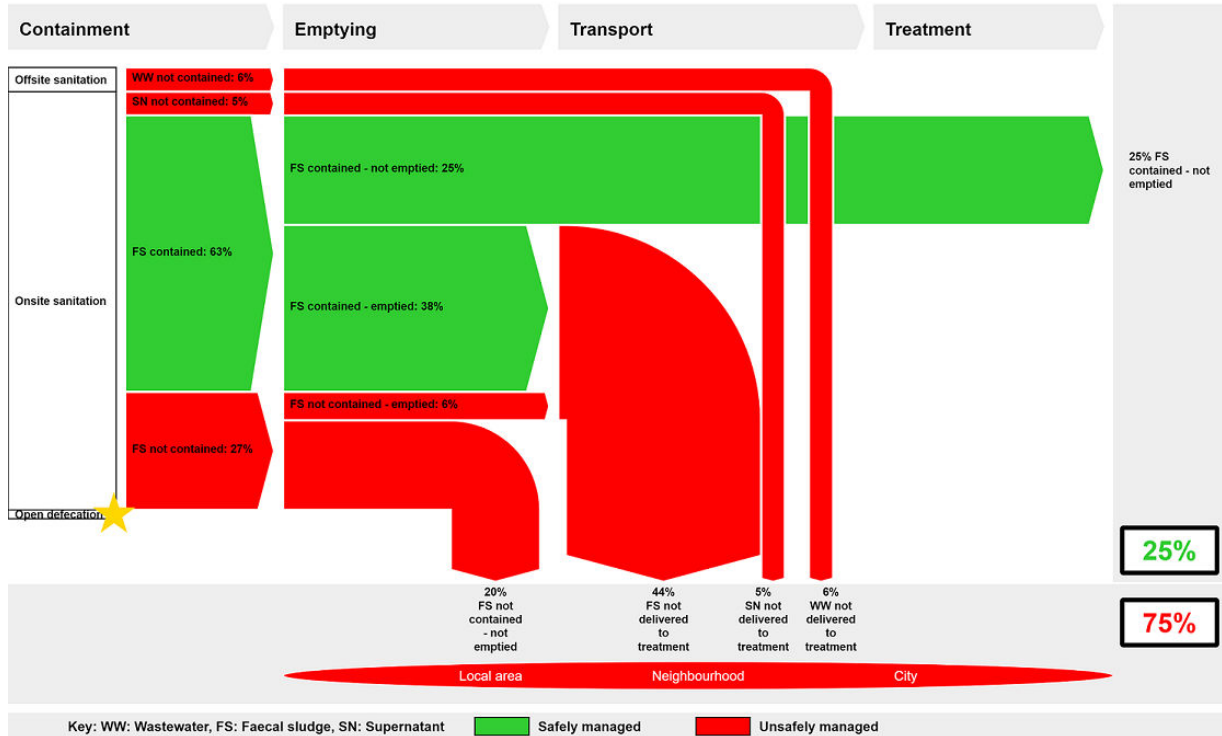 Containment
Emptying
Transport
Treatment
Offsite sanitation
WW not contained: 6%
SN not contained: 5%
FS contained - not emptied: 25%
25% FS
contained - not
emptied
FS contained: 63%
Onsite sanitation
FS contained - emptied: 38%
FS not contained - emptied: 6%
FS not contained: 27%
Open defecation
25%
20%
FS not
contained
- not
emptied
44%
FS not
delivered
to
treatment
5%
SN not
delivered
to
treatment
6%
WW not
delivered
to
treatment
75%
Local area
Neighbourhood
City
Key: WW: Wastewater, FS: Faecal sludge, SN: Supernatant
Safely managed
Unsafely managed